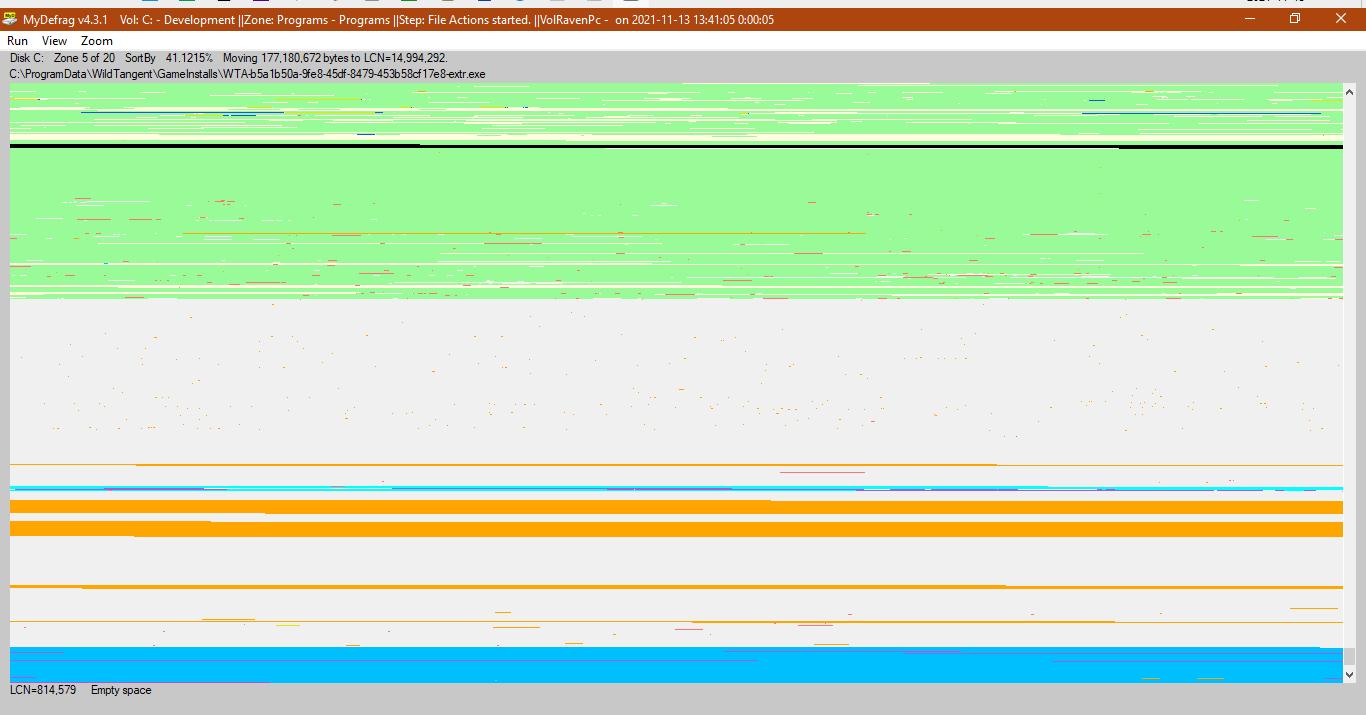 MyDefrag v4.3.1 Vol: C: - Development ||Zone: Programs - Programs ||Step: File Actions started. ||VolRavenPc - on 2021-11-13 13:41:05 0:00:05
Run View Zoom
Disk C: Zone 5 of 20 SortBy 41.1215% Moving 177,180,672 bytes to LCN=14,994,292.
C:\ProgramData\WildTangent\GameInstalls\WTA-b5a1b50a-9fe8-45df-8479-453b58cf17e8-extr.exe
LCN=814,579 Empty space